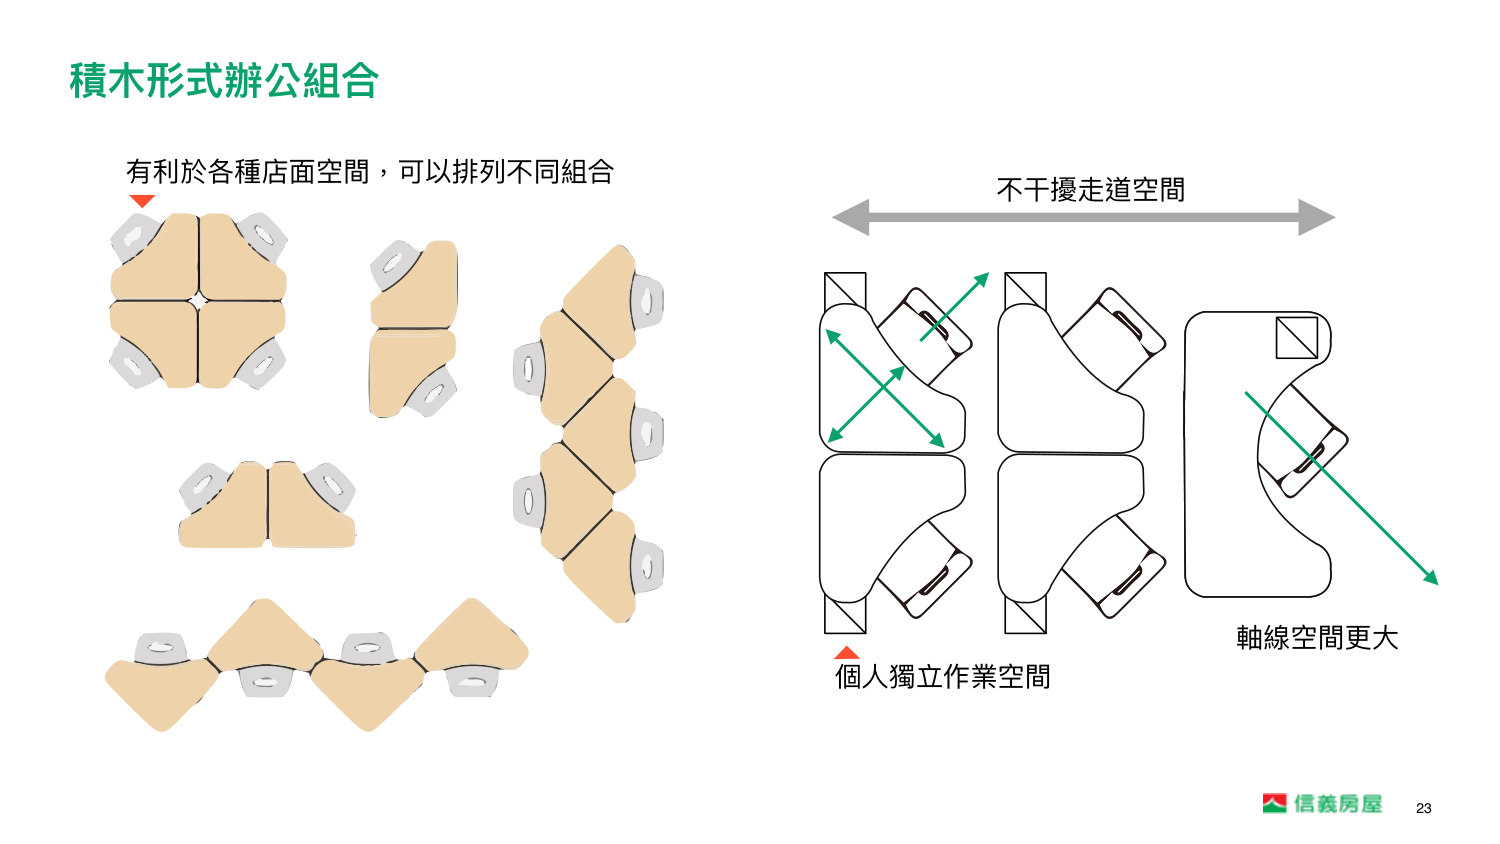 積木形式辦公組合
有利於各種店面空間，可以排列不同組合
不干擾走道空間
軸線空間更大
個人獨立作業空間
信義房屋
23